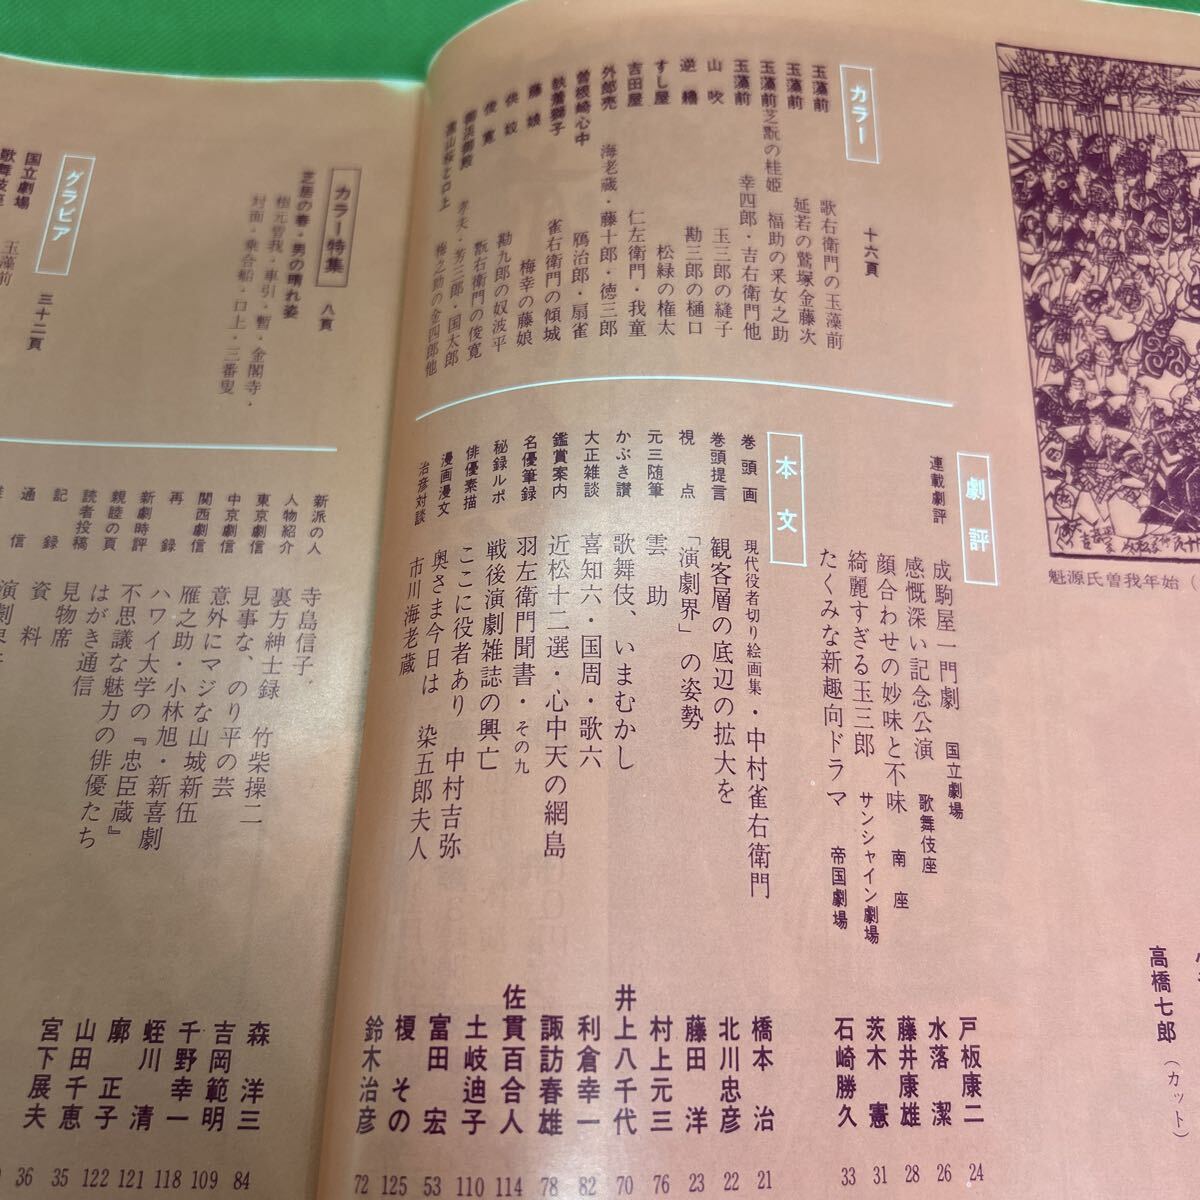 魁源氏曽我年始（
高橋七郎（カット）
劇評
連載劇評
成駒屋一門劇 国立劇場 戸板康二 24
感慨深い記念公演 歌舞伎座 水落潔 26
顔合わせの妙味と不味 南座 藤井康雄 28
綺麗すぎる玉三郎 サンシャイン劇場 茨木憲 31
たくみな新趣向ドラマ 帝国劇場 石崎勝久 33
カラー 十六頁
玉藻前 歌右衛門の玉藻前
玉藻前 延若の鷲塚金藤次
玉藻前 芝翫の桂姫 福助の采女之助
玉藻前 幸四郎・吉右衛門他
山吹 玉三郎の縫子
逆櫓 勘三郎の樋口
すし屋 松緑の権太
吉田屋 仁左衛門・我童
外郎売 海老蔵・藤十郎・徳三郎
曽根崎心中 鴈治郎・扇雀
執着獅子 雀右衛門の傾城
藤娘 梅幸の藤娘
供奴 勘九郎の奴波平
俊寛 翫右衛門の俊寛
御浜御殿 孝夫・芳三郎・国太郎
遠山桜と口上 梅之助の金四郎他
本文
巻頭画 現代役者切り絵画集・中村雀右衛門 橋本治 21
巻頭提言 観客層の底辺の拡大を 北川忠彦 22
視点 「演劇界」の姿勢 藤田洋 23
元三随筆 雲助 村上元三 76
かぶき讃 歌舞伎、いまむかし 井上八千代 70
大正雑談 喜知六・国周・歌六 利倉幸一 82
鑑賞案内 近松十二選・心中天の網島 諏訪春雄 78
名優筆録 羽左衛門聞書・その九 佐貫百合人 114
秘録ルポ 戦後演劇雑誌の興亡 土岐迪子 110
俳優素描 ここに役者あり 中村吉弥 富田宏 53
漫画漫文 奥さま今日は 染五郎夫人 榎その 125
治彦対談 市川海老蔵 鈴木治彦 72
カラー特集 八頁
芝居の春・男の晴れ姿
根元曽我・車引・暫・金閣寺・
対面・乗合船・口上・三番叟
グラビア 三十二頁
国立劇場 玉藻前
歌舞伎座
新派の人 寺島信子 森洋三 84
人物紹介 裏方紳士録 竹柴操二 吉岡範明 109
東京劇信 見事な、のり平の芸 千野幸一 118
中京劇信 意外にマジな山城新伍 蛭川清 121
関西劇信 雁之助・小林旭・新喜劇 廓正子 122
再録 ハワイ大学の『忠臣蔵』 山田千恵 35
新劇時評 不思議な魅力の俳優たち 宮下展夫 36
親睦の頁 はがき通信
読者投稿 見物席
記録 資料
通信
信